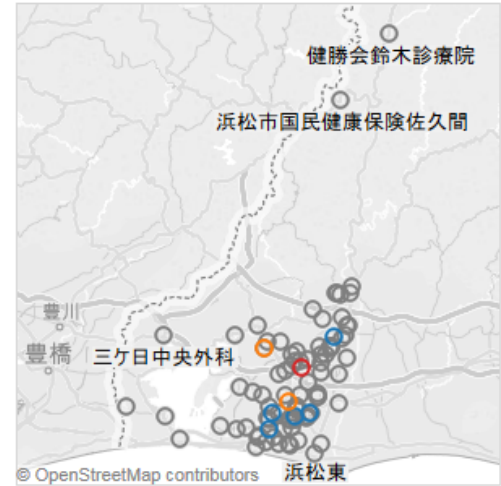 健勝会鈴木診療院
浜松市国民健康保険佐久間
豊川
豊橋
三ケ日中央外科
浜松東
© OpenStreetMap contributors